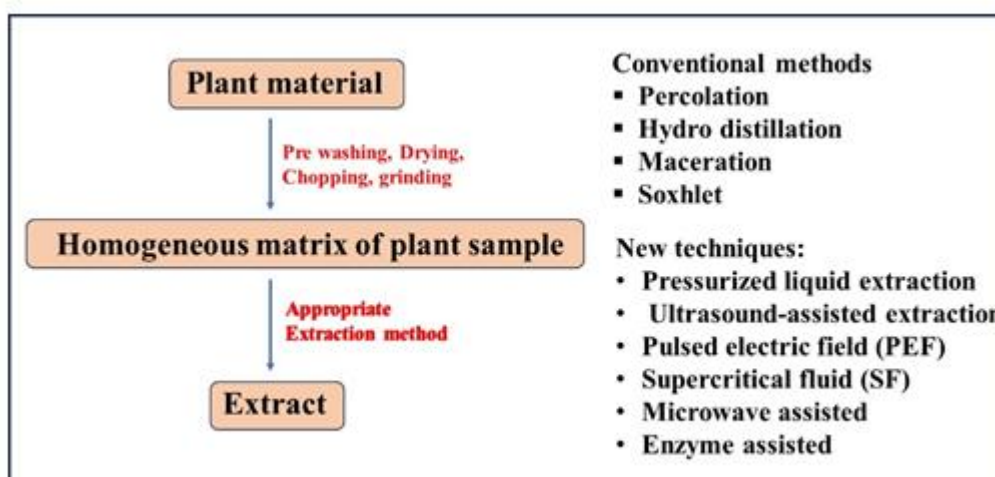 Plant material
Pre washing, Drying,
Chopping, grinding
Homogeneous matrix of plant sample
Appropriate
Extraction method
Extract
Conventional methods
▪ Percolation
▪ Hydro distillation
▪ Maceration
▪ Soxhlet
New techniques:
• Pressurized liquid extraction
• Ultrasound-assisted extraction
• Pulsed electric field (PEF)
• Supercritical fluid (SF)
• Microwave assisted
• Enzyme assisted